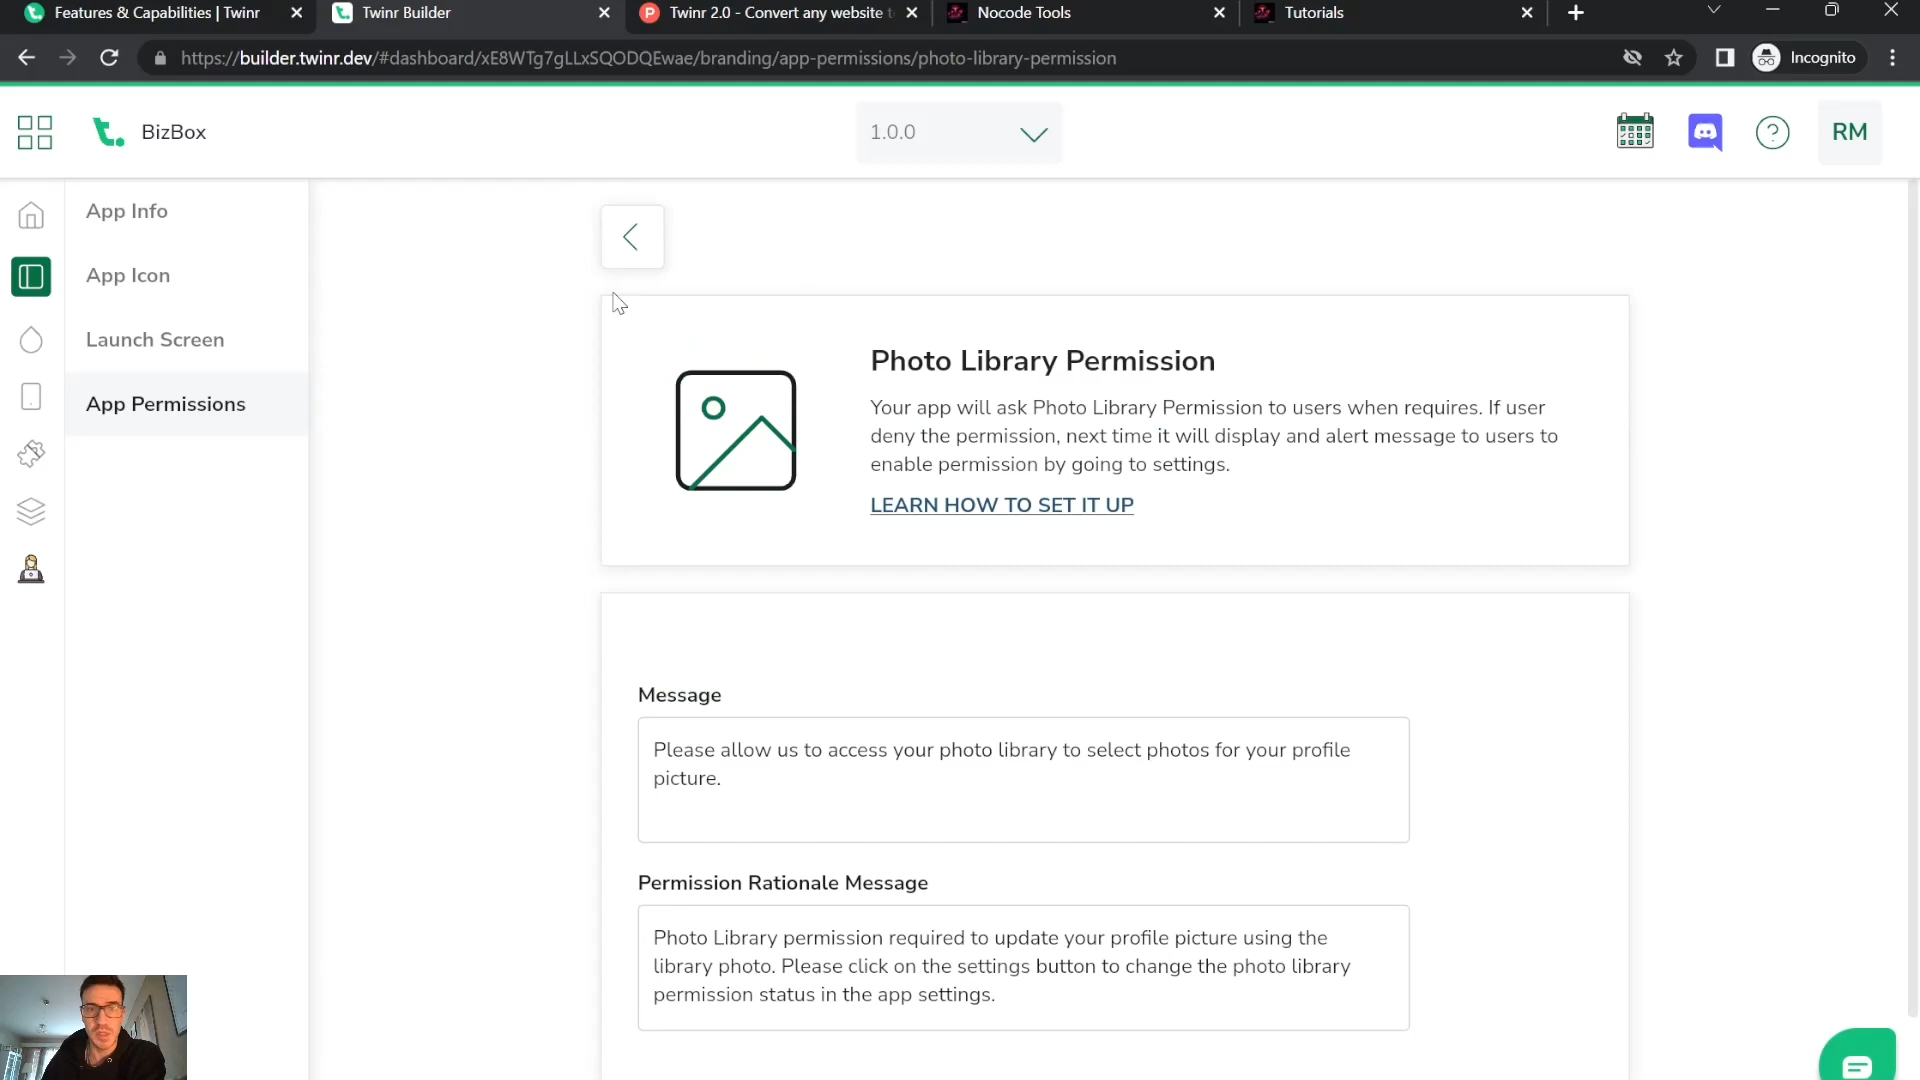 Features & Capabilities | Twinr
Twinr Builder
Twinr 2.0 - Convert any website t
Nocode Tools
Tutorials
https://builder.twinr.dev/#dashboard/xE8WTg7gLLxSQODQEwae/branding/app-permissions/photo-library-permission
Incognito
BizBox
1.0.0
RM
App Info
App Icon
Launch Screen
App Permissions
Photo Library Permission
Your app will ask Photo Library Permission to users when requires. If user
deny the permission, next time it will display and alert message to users to
enable permission by going to settings.
LEARN HOW TO SET IT UP
Message
Please allow us to access your photo library to select photos for your profile
picture.
Permission Rationale Message
Photo Library permission required to update your profile picture using the
library photo. Please click on the settings button to change the photo library
permission status in the app settings.